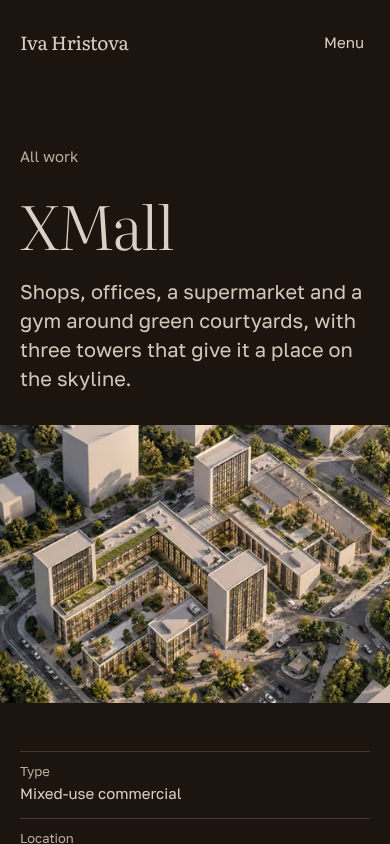 Iva Hristova
Menu
All work
XMall
Shops, offices, a supermarket and a
gym around green courtyards, with
three towers that give it a place on
the skyline.
Type
Mixed-use commercial
Location